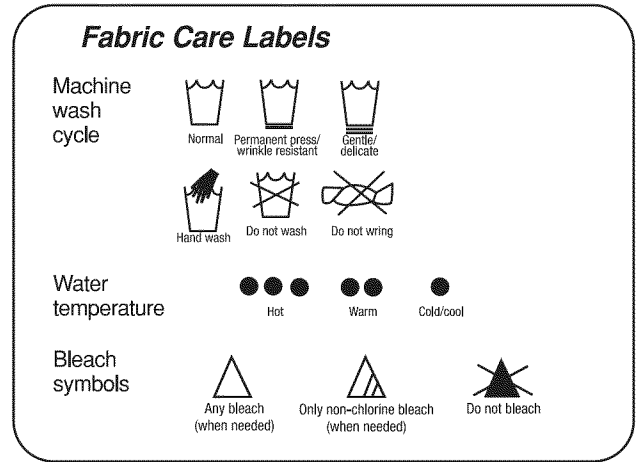 Fabric Care Labels
Machine
wash
cycle
Normal
Permanent press/
wrinkle resistant
Gentle/
delicate
Hand wash
Do not wash
Do not wring
Water
temperature
Hot
Warm
Cold/cool
Bleach
symbols
Any bleach
(when needed)
Only non-chlorine bleach
(when needed)
Do not bleach